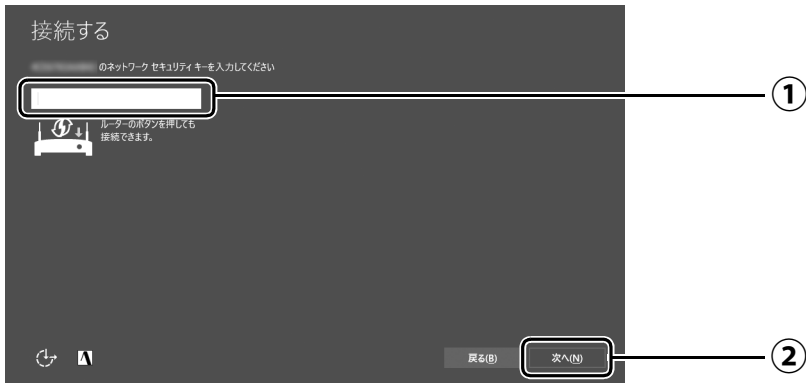 接続する
のネットワーク セキュリティ キーを入力してください
①
ルーターのボタンを押しても
接続できます。
戻る(B)
次へ(N)
②